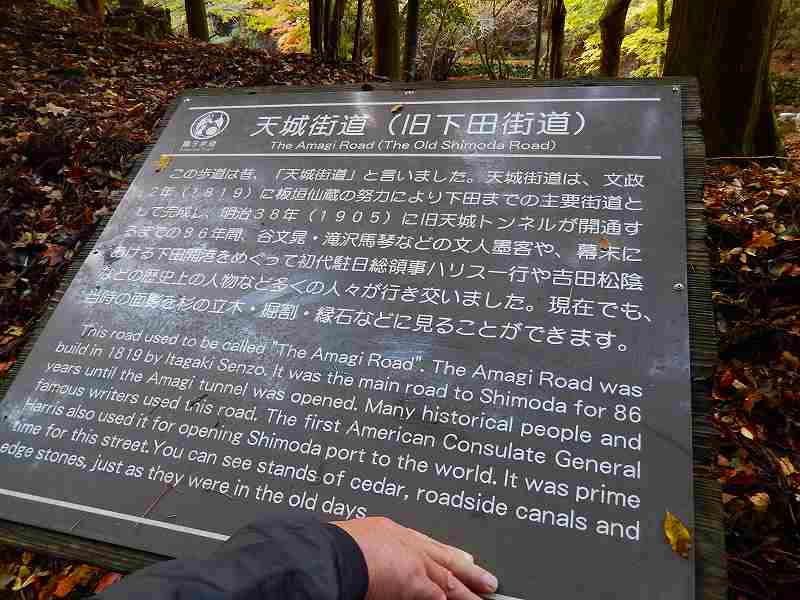 天城街道（旧下田街道）
The Amagi Road (The Old Shimoda Road)
この歩道は昔、「天城街道」と言いました。天城街道は、文政
2年（1819）に板垣仙蔵の努力により下田までの主要街道と
して完成し、明治38年（1905）に旧天城トンネルが開通す
るまでの86年間、谷文晃・滝沢馬琴などの文人墨客や、幕末に
おける下田開港をめぐって初代駐日総領事ハリス一行や吉田松陰
などの歴史上の人物など多くの人々が行き交いました。現在でも、
当時の面影を杉の立木・堀割・縁石などに見ることができます。
This road used to be called "The Amagi Road". The Amagi Road was
build in 1819 by Itagaki Senzo. It was the main road to Shimoda for 86
years until the Amagi tunnel was opened. Many historical people and
famous writers used this road. The first American Consulate General
Harris also used it for opening Shimoda port to the world. It was prime
time for this street. You can see stands of cedar, roadside canals and
edge stones, just as they were in the old days.